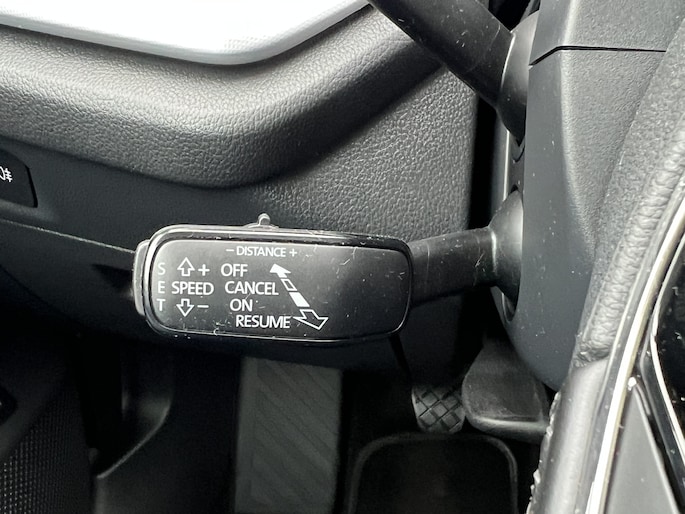 − DISTANCE +
S + OFF
E SPEED CANCEL
T − ON
RESUME